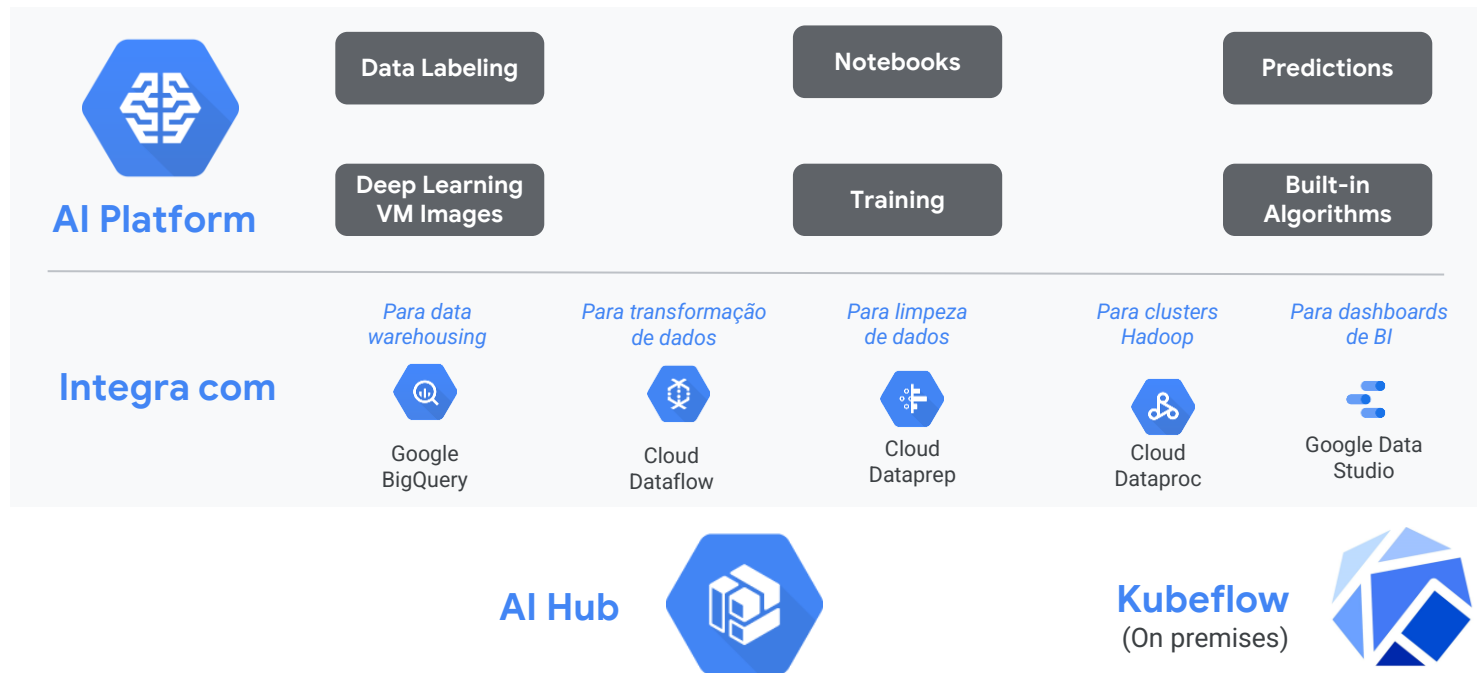 Data Labeling
Notebooks
Predictions
AI Platform
Deep Learning
VM Images
Training
Built-in
Algorithms
Integra com
Para data
warehousing
Google
BigQuery
Para transformação
de dados
Cloud
Dataflow
Para limpeza
de dados
Cloud
Dataprep
Para clusters
Hadoop
Cloud
Dataproc
Para dashboards
de BI
Google Data
Studio
AI Hub
Kubeflow
(On premises)